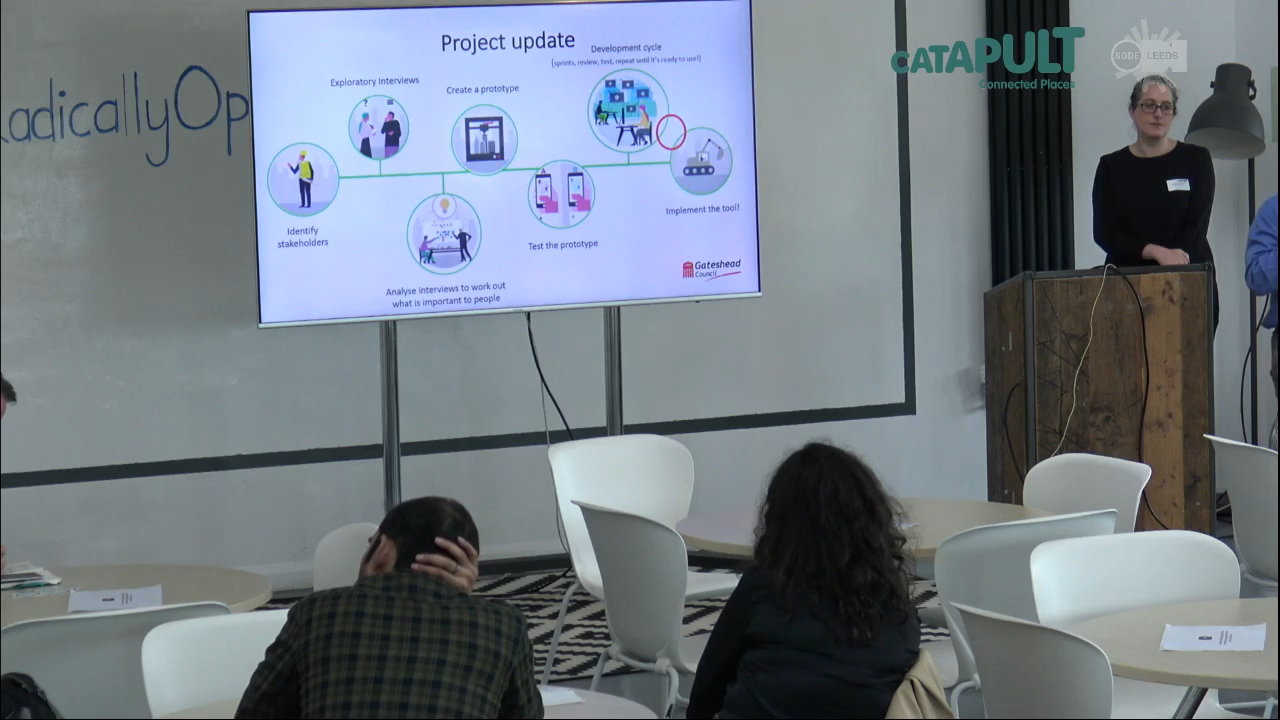 Project update
Development cycle
(sprints, review, test, repeat until it's ready to use!)
Exploratory Interviews
Create a prototype
Identify
stakeholders
Analyse interviews to work out
what is important to people
Test the prototype
Implement the tool!
Gateshead
Council
adicallyOp
CATAPULT
Connected Places
NODE LEEDS